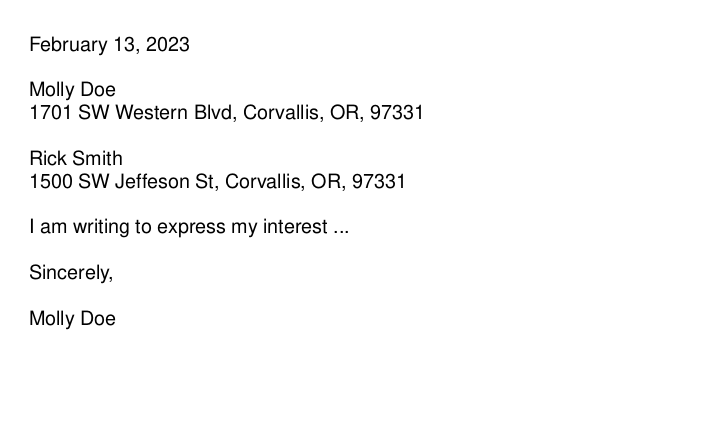 February 13, 2023
Molly Doe
1701 SW Western Blvd, Corvallis, OR, 97331
Rick Smith
1500 SW Jeffeson St, Corvallis, OR, 97331
I am writing to express my interest ...
Sincerely,
Molly Doe